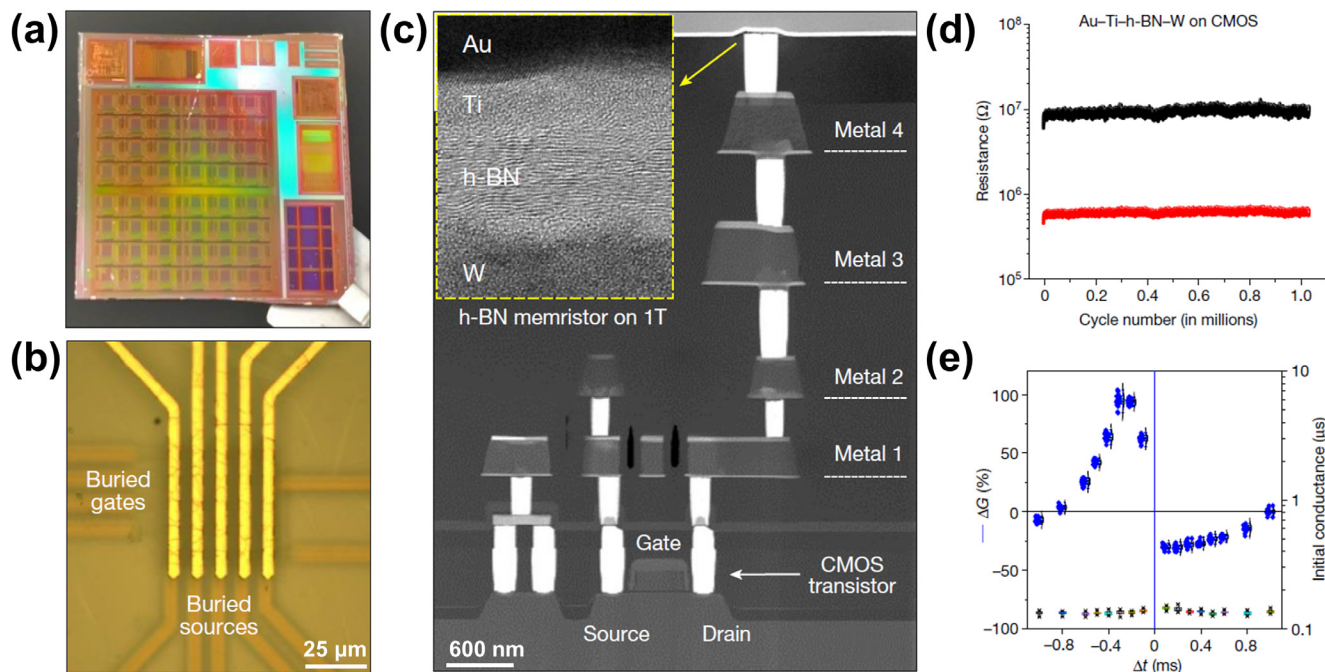 (a)
(b)
Buried
gates
Buried
sources
25 μm
(c)
Au
Ti
h-BN
W
h-BN memristor on 1T
Metal 4
Metal 3
Metal 2
Metal 1
Gate
CMOS
transistor
Source
Drain
600 nm
(d)
Au–Ti–h-BN–W on CMOS
Resistance (Ω)
10⁸
10⁷
10⁶
10⁵
0
0.2
0.4
0.6
0.8
1.0
Cycle number (in millions)
(e)
— ΔG (%)
100
50
0
−50
−100
10
1
0.1
Initial conductance (μs)
−0.8
−0.4
0
0.4
0.8
Δt (ms)